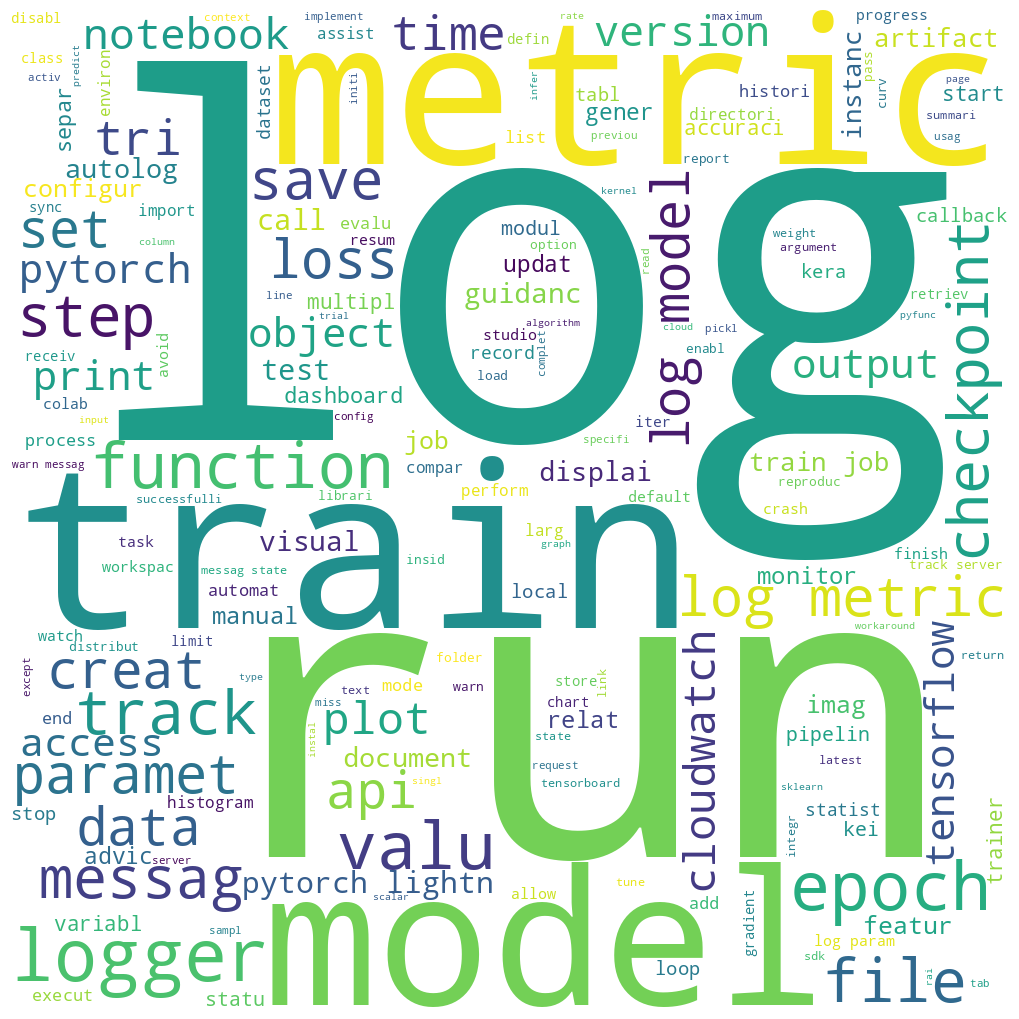 disabl
context
implement
maximum
progress
notebook
assist
time
defin
rate
version
artifact
class
predict
environ
metric
instanc
pass
curv
page
activ
separ
dataset
initi
infer
tabl
histori
start
tri
gener
directori
summari
list
previou
accuraci
usag
autolog
save
report
configur
kernel
log model
sync
import
call
evalu
log
weight
callback
set
column
resum
modul
option
read
argument
pytorch
loss
updat
kera
checkpoint
line
multipl
guidanc
retriev
step
trial
algorithm
cloud
pickl
pyfunc
object
studio
complet
enabl
receiv
avoid
test
record
output
print
load
dashboard
colab
config
input
iter
process
job
specifi
function
compar
displai
train job
warn messag
successfulli
librari
perform
default
reproduc
train
larg
crash
task
visual
graph
finish
workspac
messag state
insid
monitor
track server
automat
local
manual
log metric
watch
distribut
limit
workaround
except
creat
type
folder
run
cloudwatch
tensorflow
return
text
mode
warn
store
link
end
track
miss
chart
imag
plot
relat
access
instal
state
pipelin
document
latest
paramet
api
singl
request
tensorboard
sklearn
stop
histogram
statist
data
integr
kei
trainer
advic
server
valu
messag
pytorch lightn
tune
epoch
scalar
allow
add
variabl
sampl
model
gradient
featur
logger
log param
loop
sdk
file
rai
tab
execut
statu